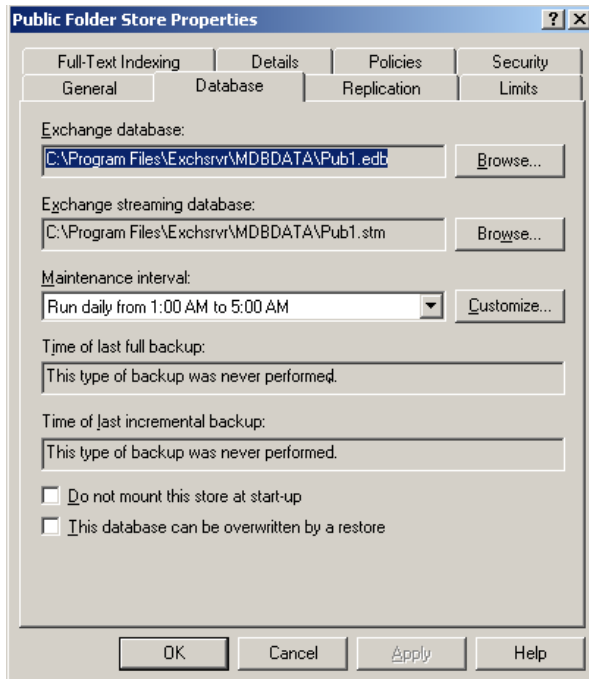 Public Folder Store Properties
Full-Text Indexing Details Policies Security
General Database Replication Limits
Exchange database:
C:\Program Files\Exchsrvr\MDBDATA\Pub1.edb Browse...
Exchange streaming database:
C:\Program Files\Exchsrvr\MDBDATA\Pub1.stm Browse...
Maintenance interval:
Run daily from 1:00 AM to 5:00 AM Customize...
Time of last full backup:
This type of backup was never performed.
Time of last incremental backup:
This type of backup was never performed.
Do not mount this store at start-up
This database can be overwritten by a restore
OK Cancel Apply Help